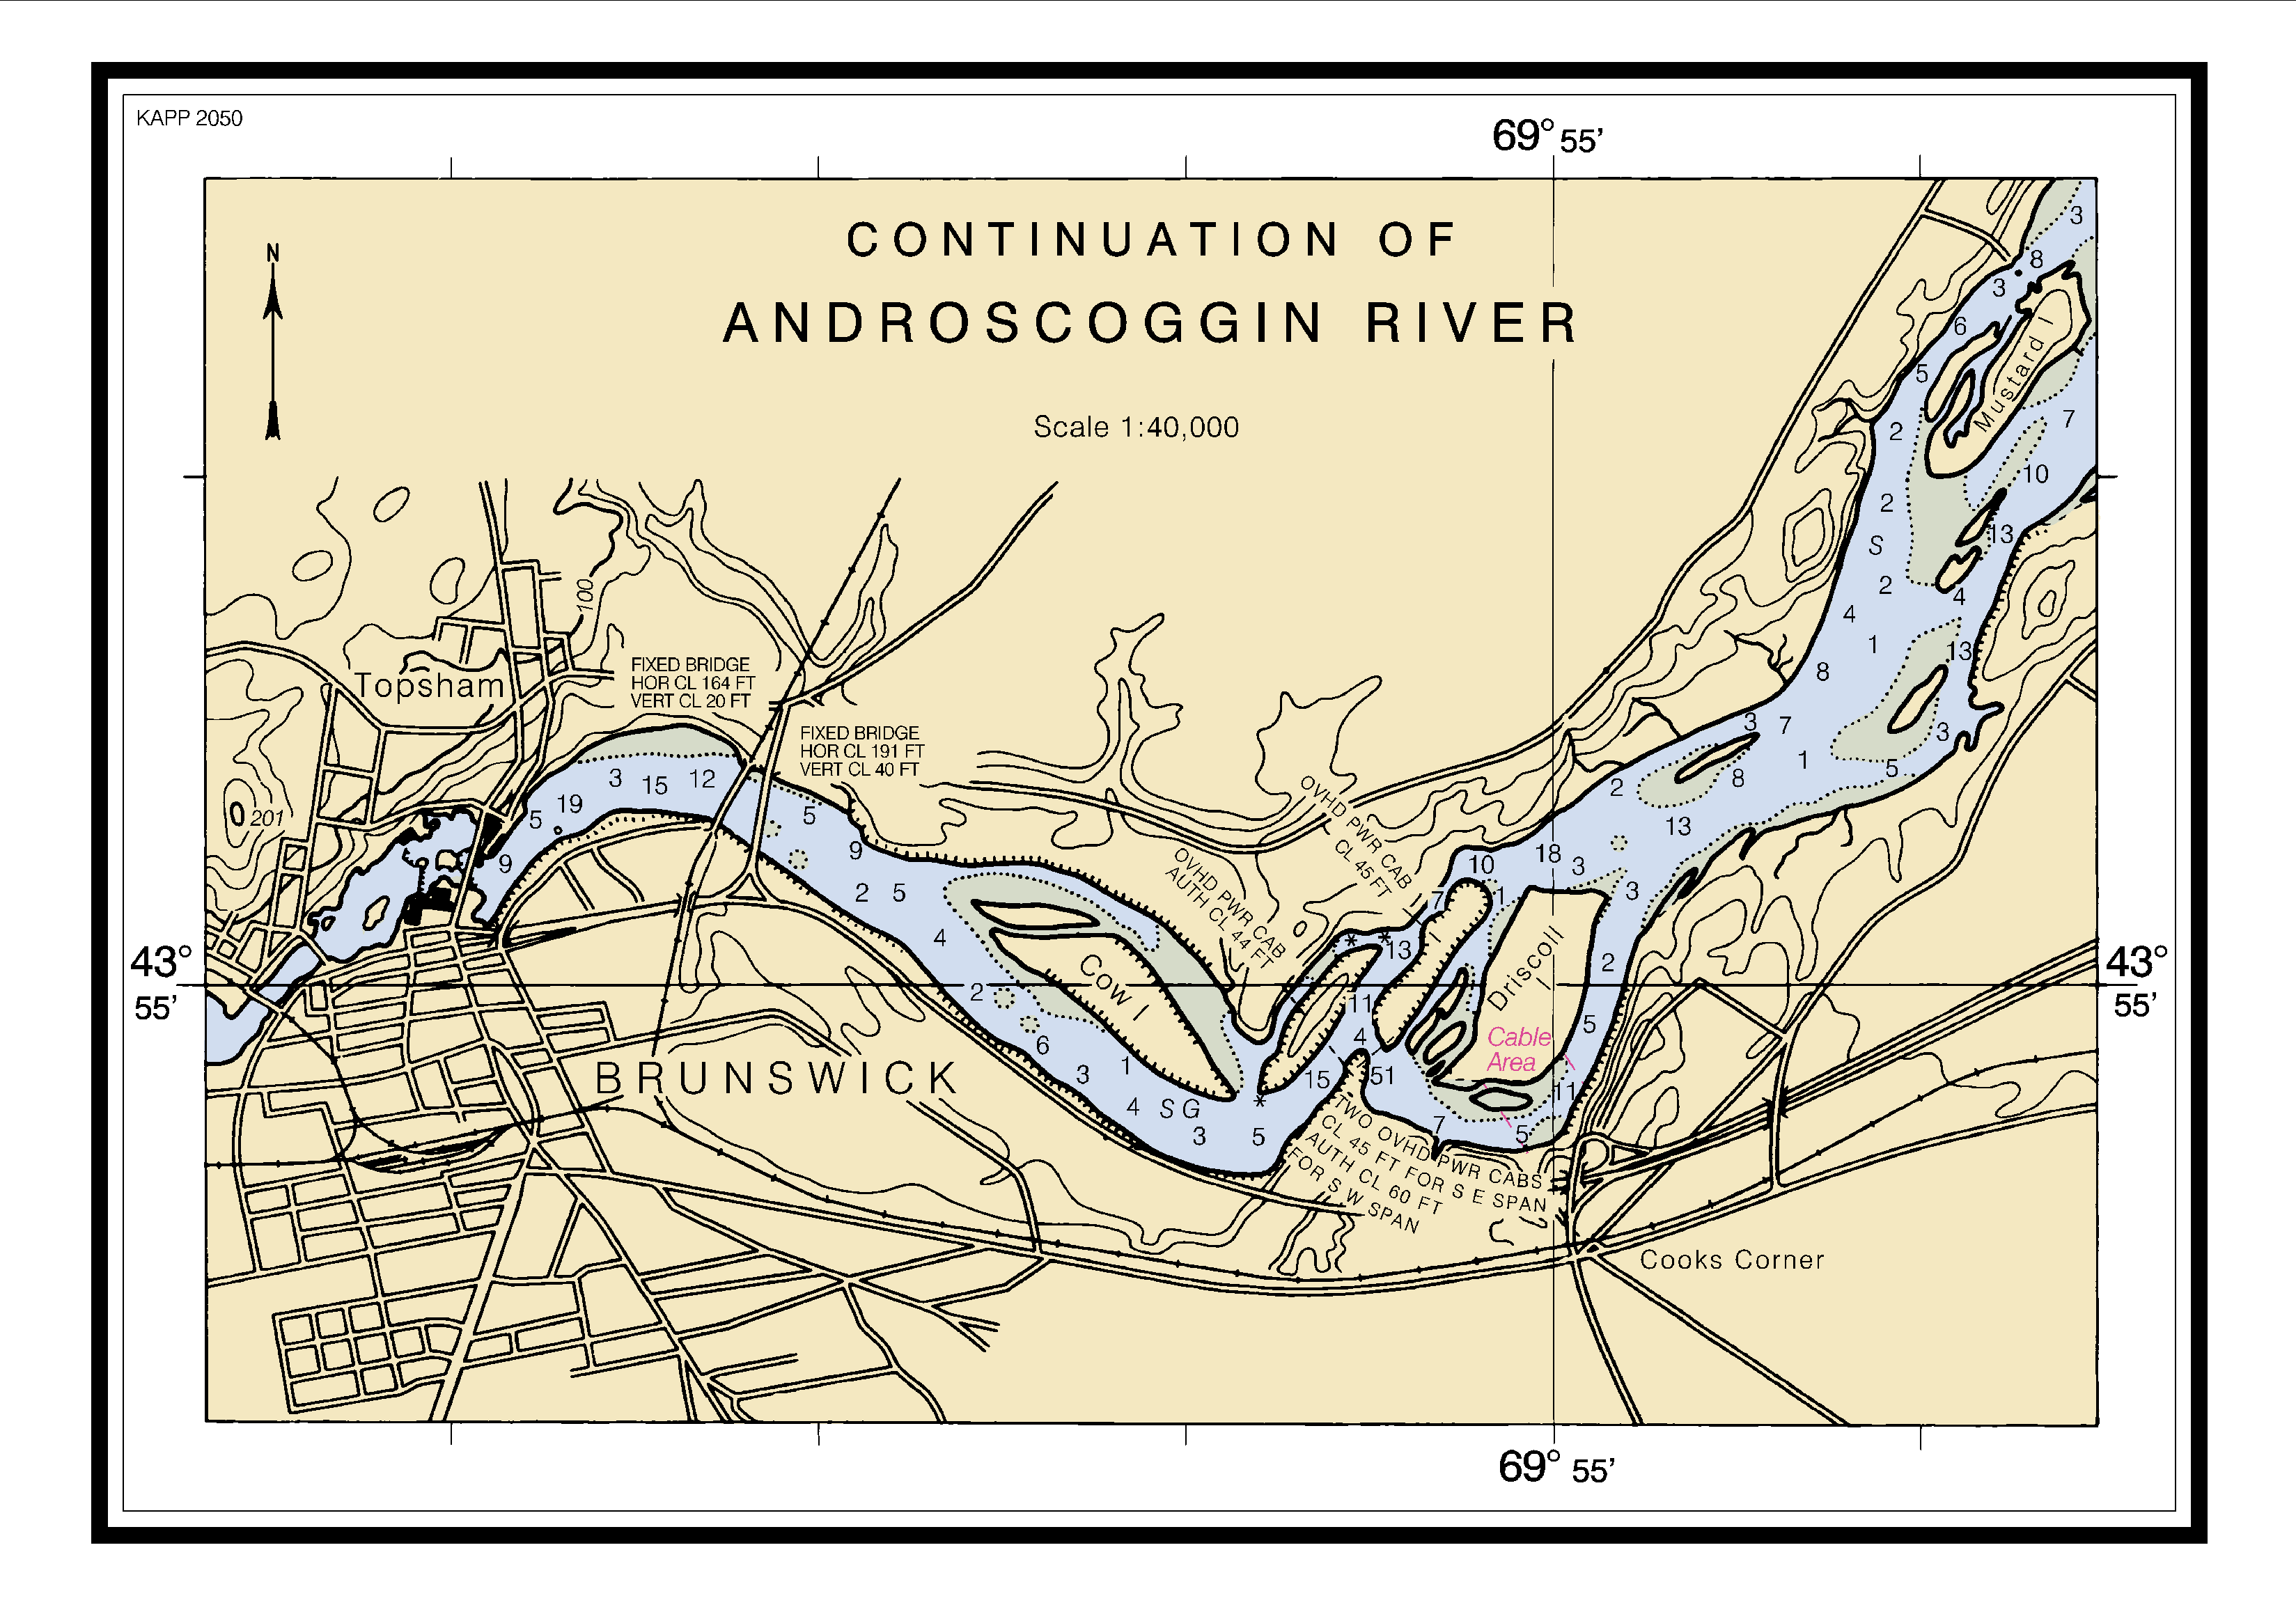 KAPP 2050
69° 55’
CONTINUATION OF
ANDROSCOGGIN RIVER
Scale 1:40,000
N
3
8
3
6
5
Mustard I
2
7
10
2
13
S
100
2
4
4
1
13
8
Topsham
FIXED BRIDGE
HOR CL 164 FT
VERT CL 20 FT
FIXED BRIDGE
HOR CL 191 FT
VERT CL 40 FT
3 7
3
1
5
3 15 12
2
8
201
5 19
5
13
OVHD PWR CAB
CL 45 FT
9
9
OVHD PWR CAB
AUTH CL 44 FT
10
18
3
2 5
7
1
3
4
13
43°
55’
Cow I
Driscoll I
2
43°
55’
2
11
5
6
4
Cable
Area
3
1
15
51
11
BRUNSWICK
4 S G
3
5
7
5
TWO OVHD PWR CABS
CL 45 FT FOR S E SPAN
AUTH CL 60 FT
FOR S W SPAN
Cooks Corner
69° 55’